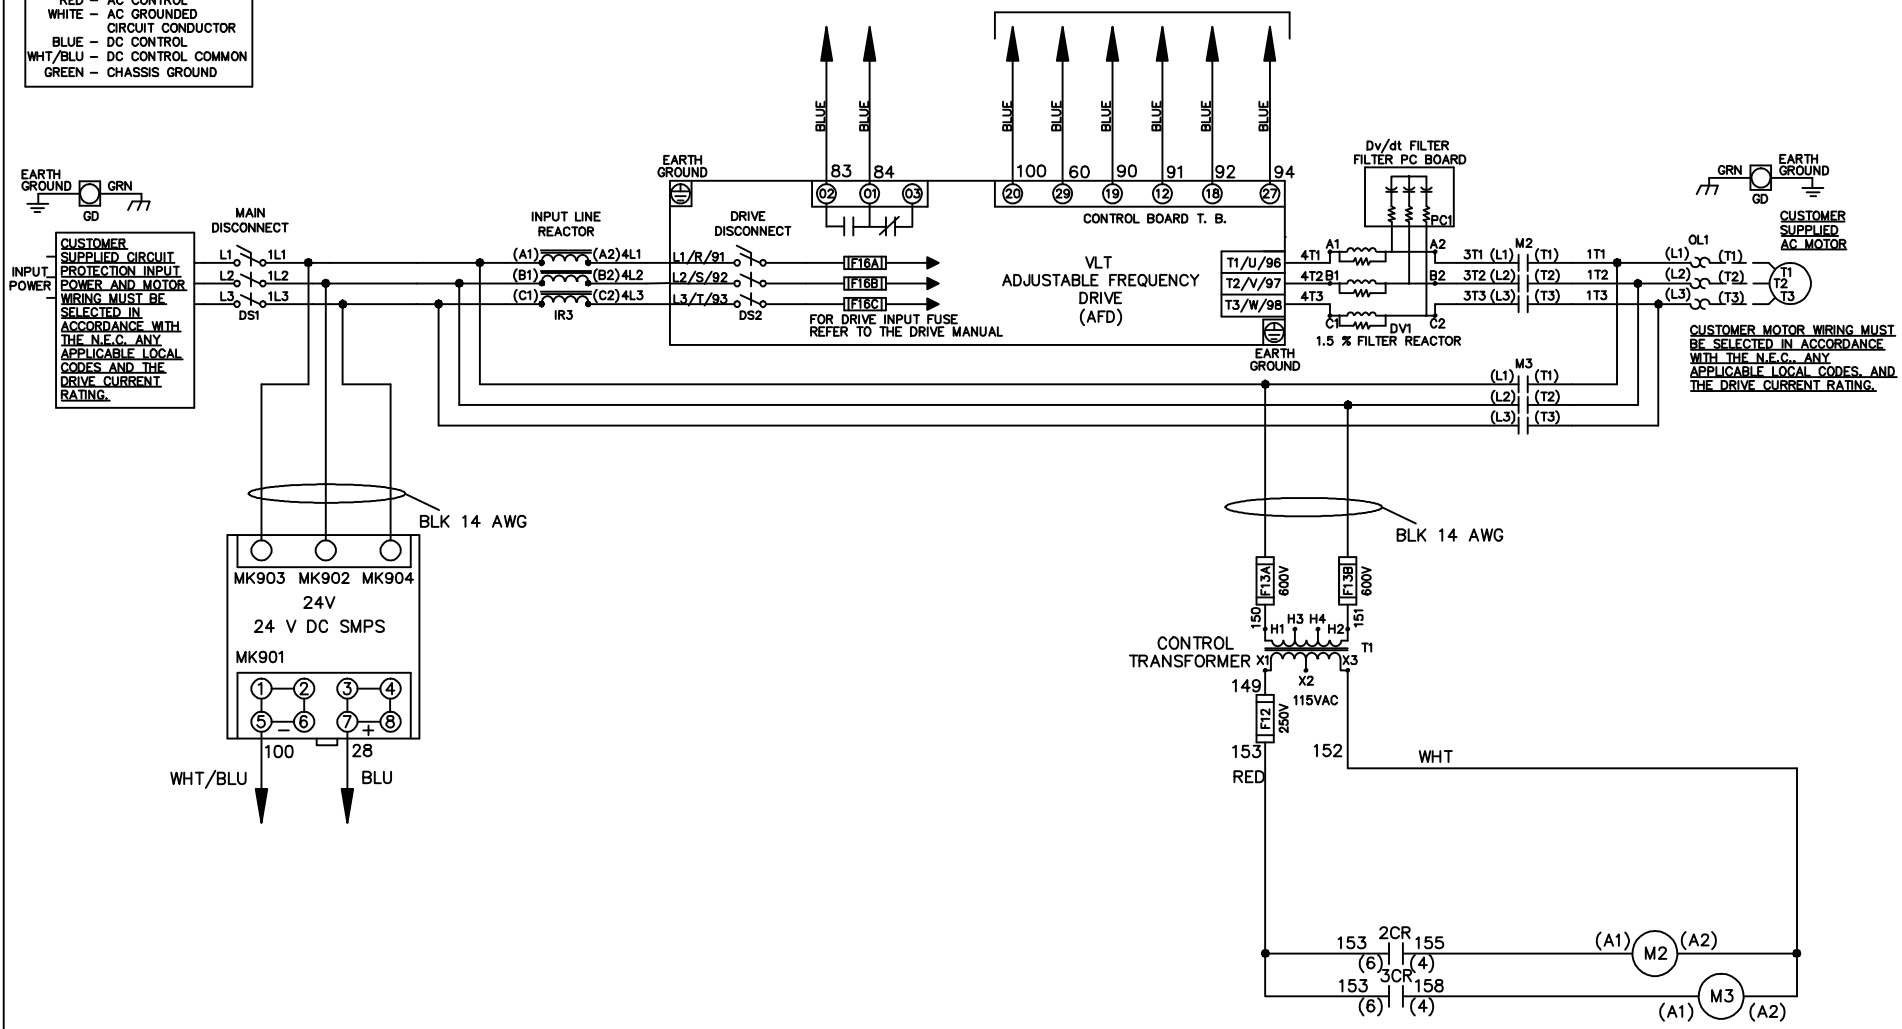 RED – AC CONTROL
WHITE – AC GROUNDED
CIRCUIT CONDUCTOR
BLUE – DC CONTROL
WHT/BLU – DC CONTROL COMMON
GREEN – CHASSIS GROUND
BLUE
BLUE
BLUE
BLUE
BLUE
BLUE
BLUE
BLUE
EARTH
GROUND
GRN
GD
MAIN
DISCONNECT
INPUT
POWER
CUSTOMER
SUPPLIED CIRCUIT
PROTECTION INPUT
POWER AND MOTOR
WIRING MUST BE
SELECTED IN
ACCORDANCE WITH
THE N.E.C. ANY
APPLICABLE LOCAL
CODES AND THE
DRIVE CURRENT
RATING.
L1 1L1
L2 1L2
L3 1L3
DS1
INPUT LINE
REACTOR
(A1) (A2) 4L1
(B1) (B2) 4L2
(C1) (C2) 4L3
IR3
EARTH
GROUND
DRIVE
DISCONNECT
L1/R/91
L2/S/92
L3/T/93
DS2
83 84
02 01 03
F16A
F16B
F16C
FOR DRIVE INPUT FUSE
REFER TO THE DRIVE MANUAL
100 60 90 91 92 94
20 29 19 12 18 27
CONTROL BOARD T. B.
VLT
ADJUSTABLE FREQUENCY
DRIVE
(AFD)
T1/U/96
T2/V/97
T3/W/98
EARTH
GROUND
Dv/dt FILTER
FILTER PC BOARD
PC1
4T1 A1 A2
4T2 B1 B2
4T3 C1 C2
DV1
1.5 % FILTER REACTOR
M2
3T1 (L1) (T1) 1T1
3T2 (L2) (T2) 1T2
3T3 (L3) (T3) 1T3
M3
(L1) (T1)
(L2) (T2)
(L3) (T3)
OL1
(L1) (T1)
(L2) (T2)
(L3) (T3)
T1
T2
T3
GRN
GD
EARTH
GROUND
CUSTOMER
SUPPLIED
AC MOTOR
CUSTOMER MOTOR WIRING MUST
BE SELECTED IN ACCORDANCE
WITH THE N.E.C., ANY
APPLICABLE LOCAL CODES, AND
THE DRIVE CURRENT RATING.
BLK 14 AWG
MK903 MK902 MK904
24V
24 V DC SMPS
MK901
1 2 3 4
5 6 7 8
– +
100 28
WHT/BLU BLU
BLK 14 AWG
F13A 600V
F13B 600V
150 151
H1 H3 H4 H2
T1
CONTROL
TRANSFORMER
X1 X3
X2
115VAC
149
F12 250V
153 152
RED
WHT
2CR
153 155
(6) (4)
(A1) M2 (A2)
3CR
153 158
(6) (4)
(A1) M3 (A2)